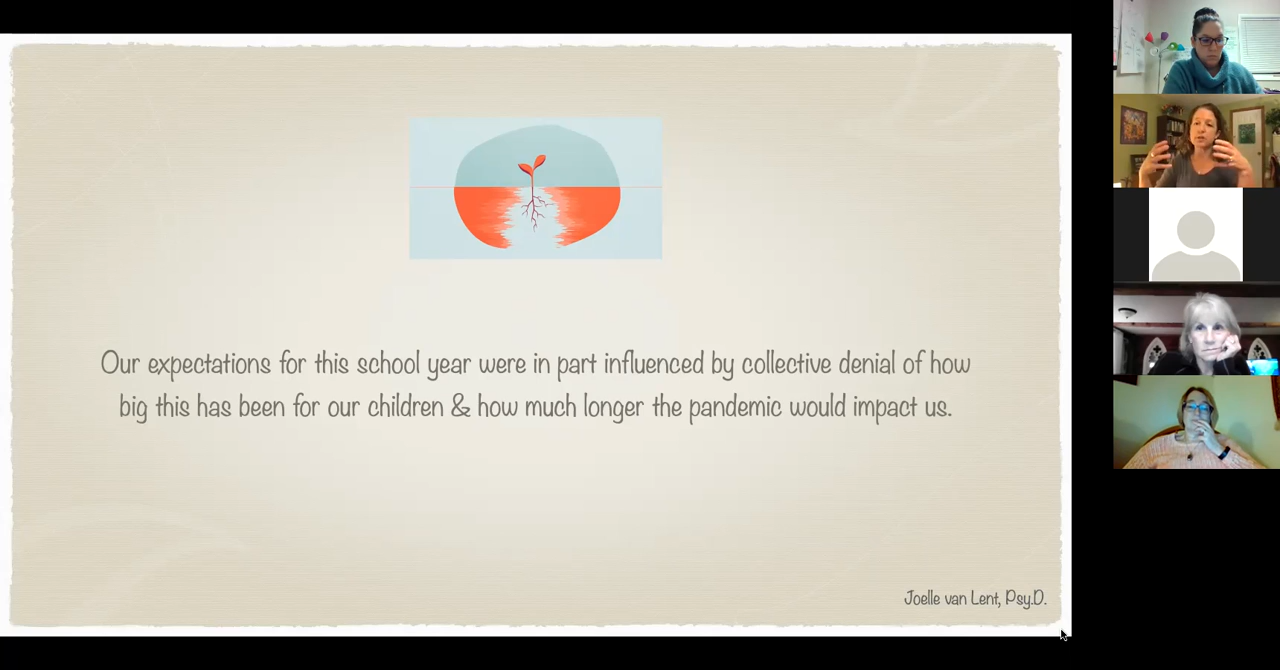 Our expectations for this school year were in part influenced by collective denial of how
big this has been for our children & how much longer the pandemic would impact us.
Joelle van Lent, Psy.D.